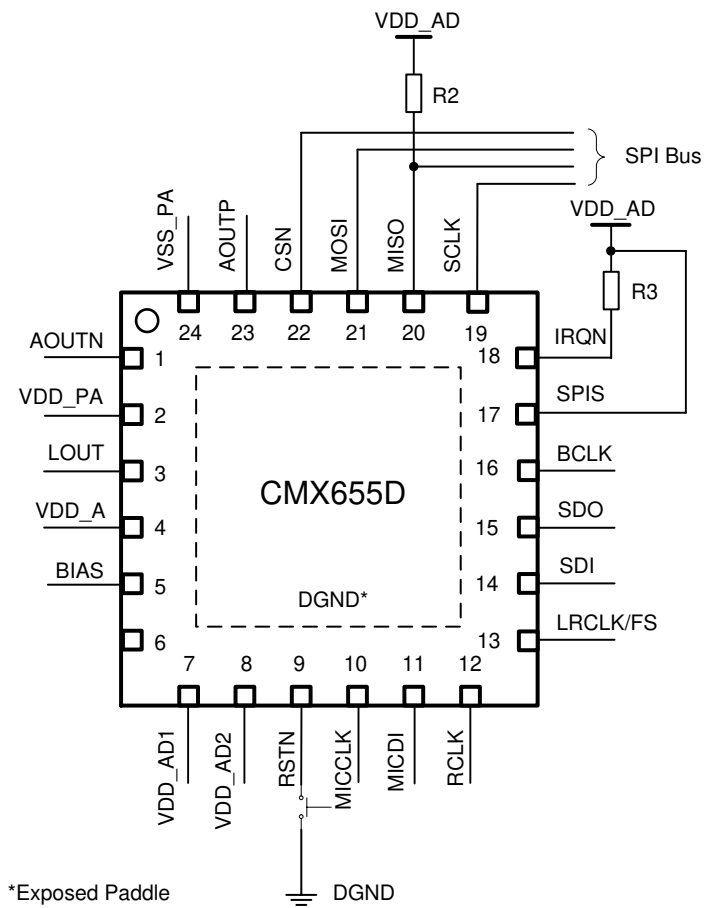 VDD_AD
R2
SPI Bus
VSS_PA
AOUTP
CSN
MOSI
MISO
SCLK
VDD_AD
R3
24
23
22
21
20
19
AOUTN
1
18
IRQN
VDD_PA
2
17
SPIS
LOUT
3
16
BCLK
CMX655D
VDD_A
4
15
SDO
BIAS
5
14
SDI
DGND*
6
13
LRCLK/FS
7
8
9
10
11
12
VDD_AD1
VDD_AD2
RSTN
MICCLK
MICDI
RCLK
*Exposed Paddle
DGND